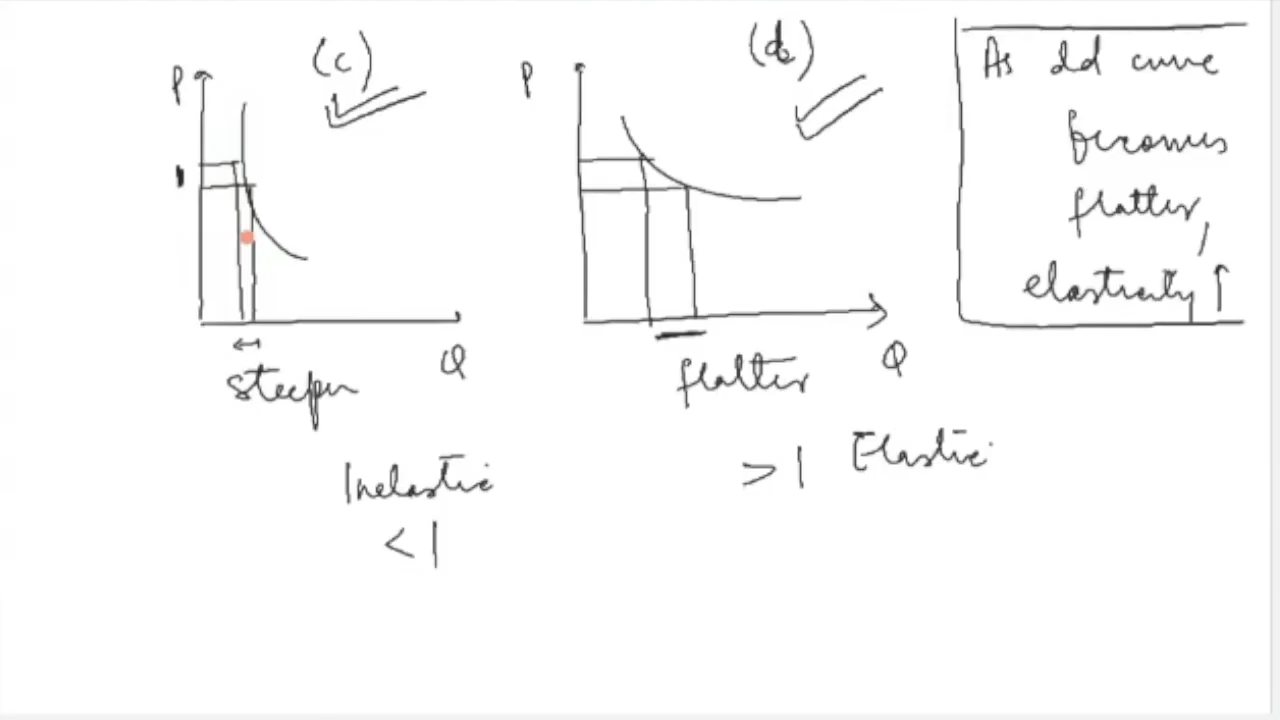 (c)
P
Q
steeper
Inelastic
< 1
(d)
P
Q
flatter
> 1 Elastic
As dd curve
becomes
flatter,
elasticity ↑